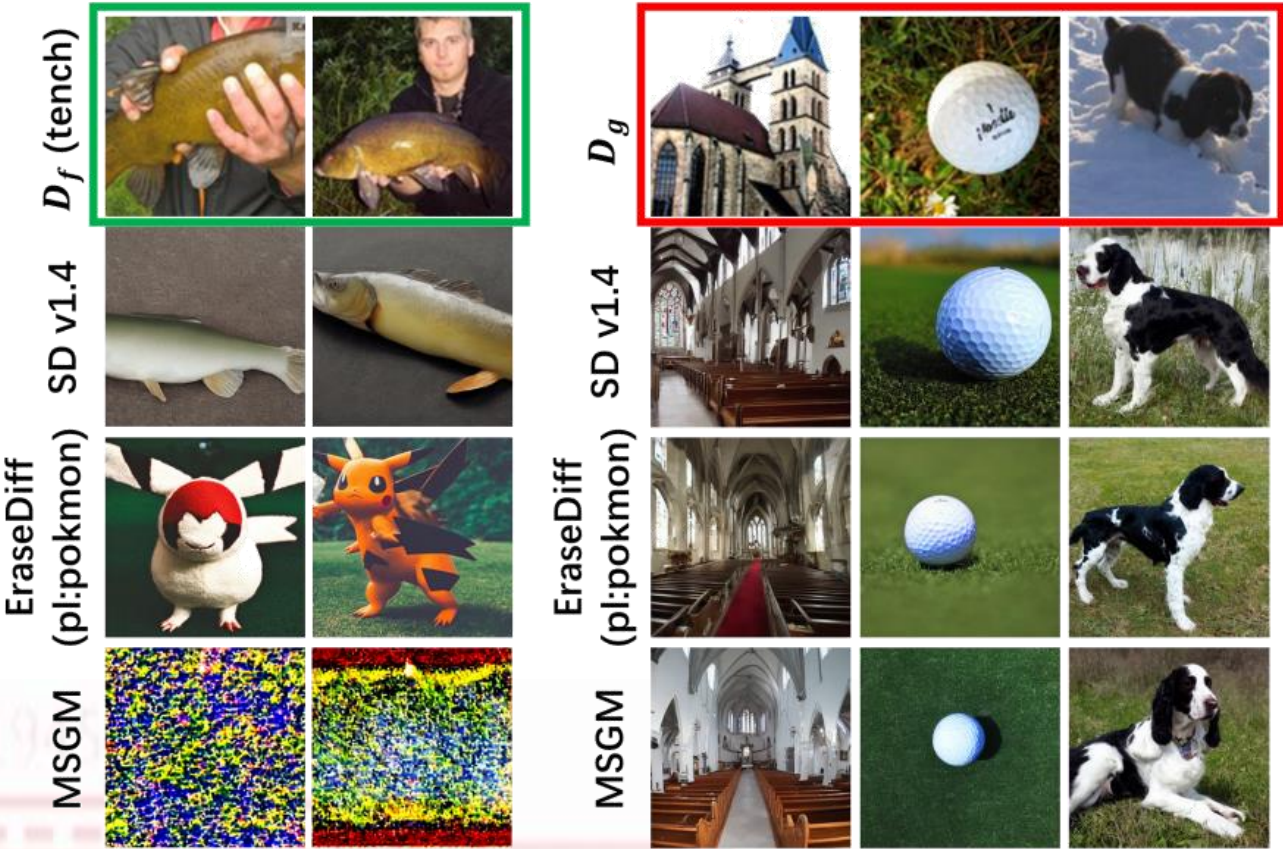 D_f (tench)
D_g
SD v1.4
SD v1.4
EraseDiff
(pl:pokmon)
EraseDiff
(pl:pokmon)
MSGM
MSGM